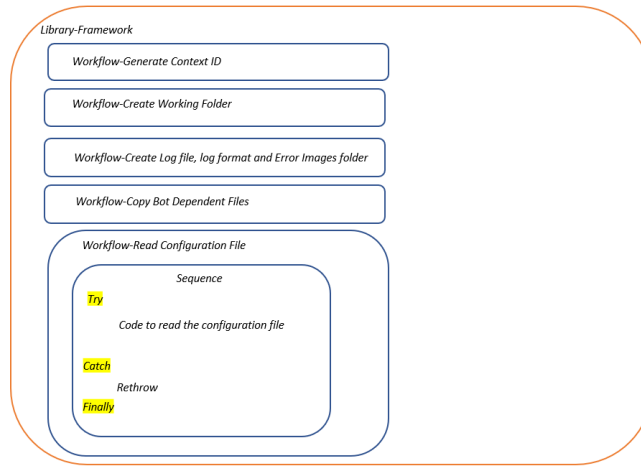 Library-Framework
Workflow-Generate Context ID
Workflow-Create Working Folder
Workflow-Create Log file, log format and Error Images folder
Workflow-Copy Bot Dependent Files
Workflow-Read Configuration File
Sequence
Try
Code to read the configuration file
Catch
Rethrow
Finally